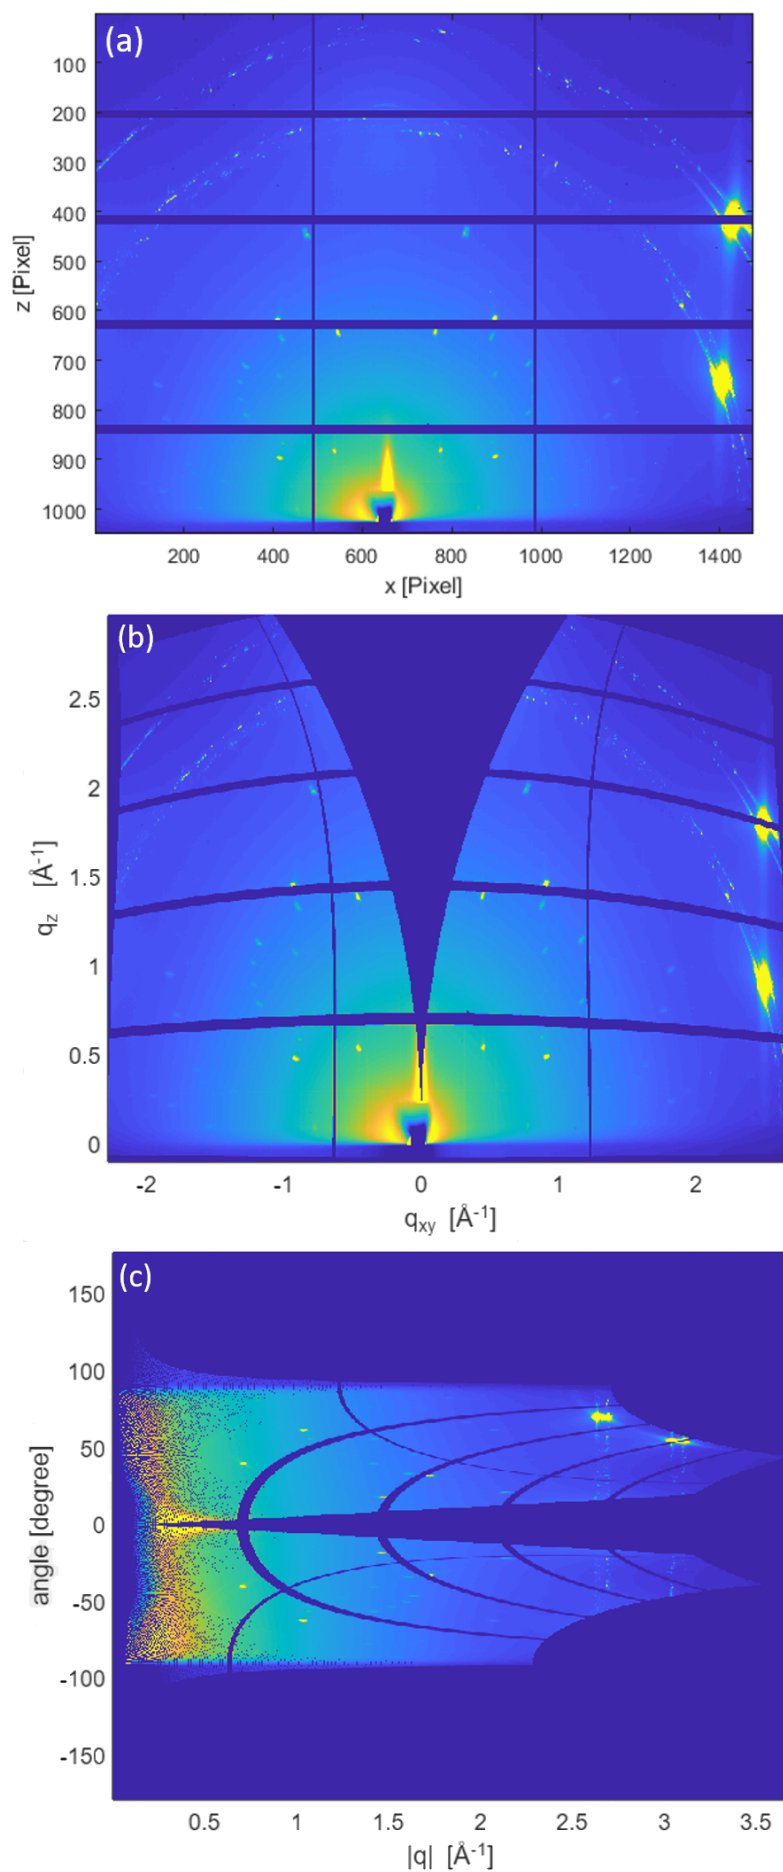 (a)
100
200
300
400
500
600
700
800
900
1000
z [Pixel]
200 400 600 800 1000 1200 1400
x [Pixel]
(b)
2.5
2
1.5
1
0.5
0
q_z [Å⁻¹]
-2 -1 0 1 2
q_xy [Å⁻¹]
(c)
150
100
50
0
-50
-100
-150
angle [degree]
0.5 1 1.5 2 2.5 3 3.5
|q| [Å⁻¹]